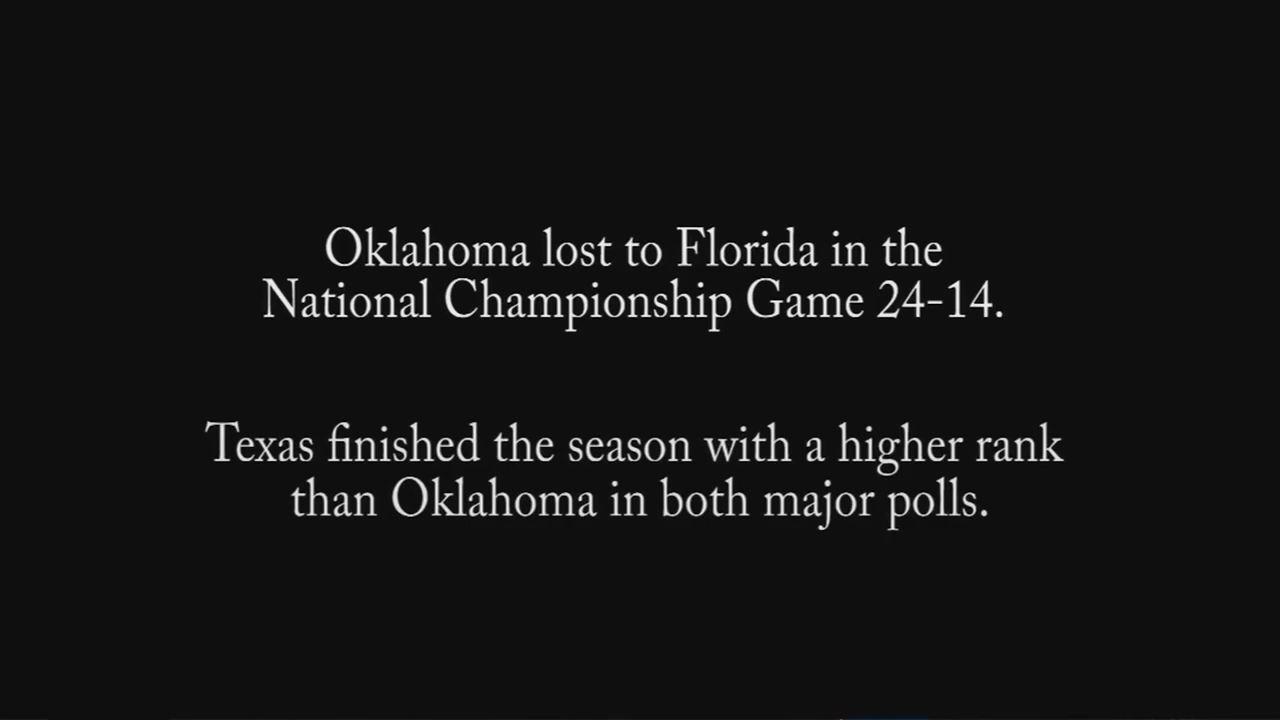 Oklahoma lost to Florida in the
National Championship Game 24-14.
Texas finished the season with a higher rank
than Oklahoma in both major polls.